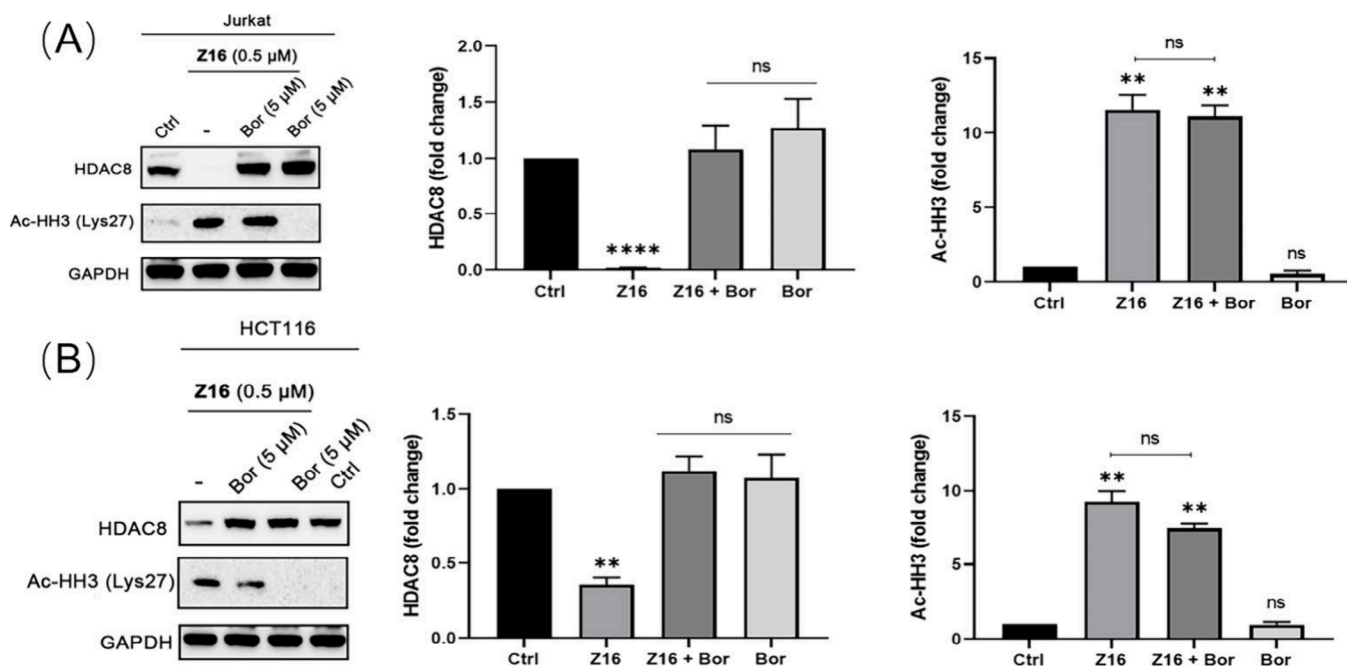 (A)
Jurkat
Z16 (0.5 µM)
Ctrl
-
Bor (5 µM)
Bor (5 µM)
HDAC8
Ac-HH3 (Lys27)
GAPDH
HDAC8 (fold change)
2.0
1.5
1.0
0.5
0.0
ns
****
Ctrl
Z16
Z16 + Bor
Bor
Ac-HH3 (fold change)
15
10
5
0
ns
**
**
ns
Ctrl
Z16
Z16 + Bor
Bor
(B)
HCT116
Z16 (0.5 µM)
-
Bor (5 µM)
Bor (5 µM)
Ctrl
HDAC8
Ac-HH3 (Lys27)
GAPDH
HDAC8 (fold change)
1.5
1.0
0.5
0.0
ns
**
Ctrl
Z16
Z16 + Bor
Bor
Ac-HH3 (fold change)
15
10
5
0
ns
**
**
ns
Ctrl
Z16
Z16 + Bor
Bor